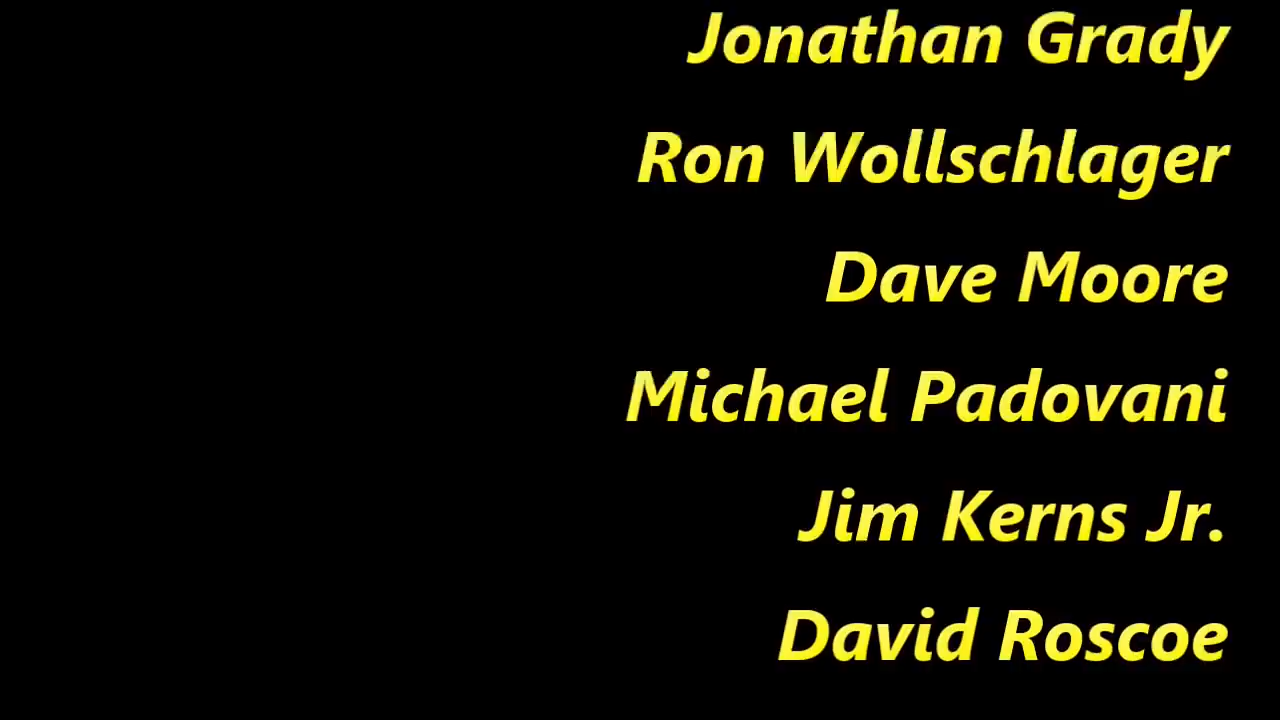 Jonathan Grady
Ron Wollschlager
Dave Moore
Michael Padovani
Jim Kerns Jr.
David Roscoe